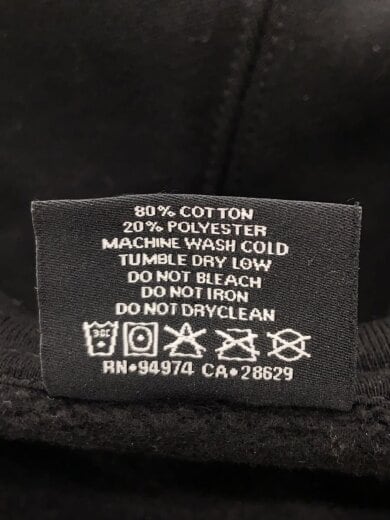 80% COTTON
20% POLYESTER
MACHINE WASH COLD
TUMBLE DRY LOW
DO NOT BLEACH
DO NOT IRON
DO NOT DRYCLEAN
RN•94974 CA•28629